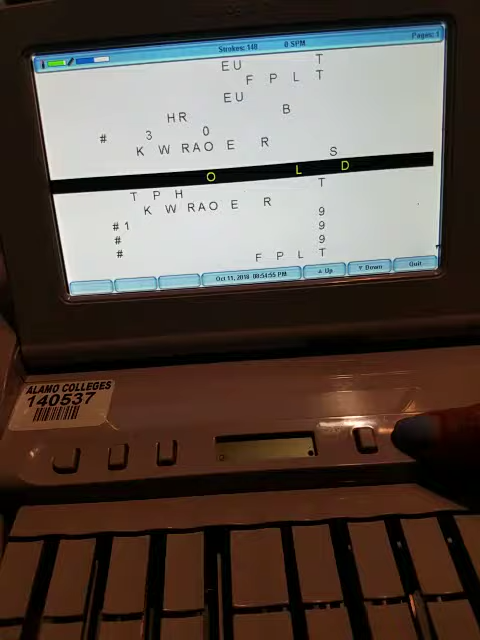 Strokes: 148 0 SPM Pages: 1
EU T
F P L T
EU
HR B
# 3 0
K W RAO E R
S
O L D
T P H T
K W RAO E R
#1 9
# 9
# 9
F P L T
Oct 11, 2018 08:54:55 PM ▲ Up ▼ Down Quit
ALAMO COLLEGES
140537